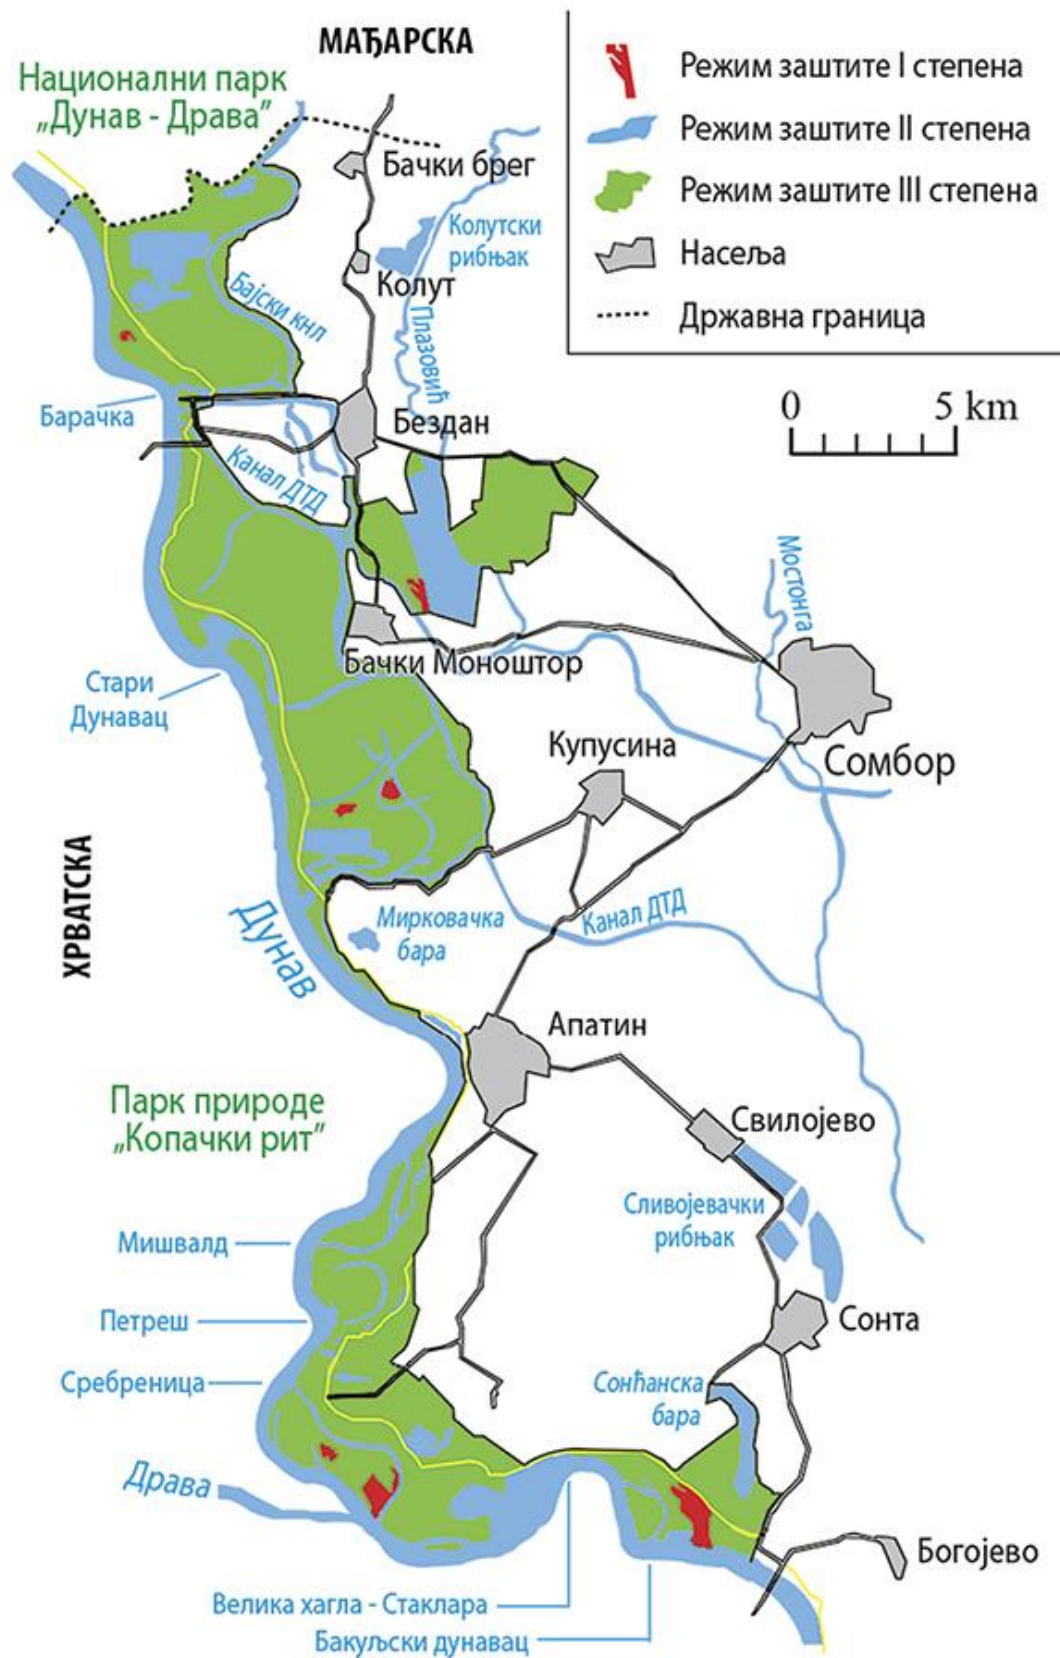 МАЂАРСКА
Национални парк
„Дунав - Драва”
Режим заштите I степена
Режим заштите II степена
Режим заштите III степена
Насеља
Државна граница
0 5 km
Бачки брег
Колутски
рибњак
Колут
Бајски кнл
Плазовић
Барачка
Бездан
Канал ДТД
Мостонга
Бачки Моноштор
Стари
Дунавац
Купусина
Сомбор
ХРВАТСКА
Дунав
Мирковачка
бара
Канал ДТД
Апатин
Парк природе
„Копачки рит”
Свилојево
Сливојевачки
рибњак
Мишвалд
Петреш
Сонта
Сребреница
Сонћанска
бара
Драва
Богојево
Велика хагла - Стаклара
Бакуљски дунавац